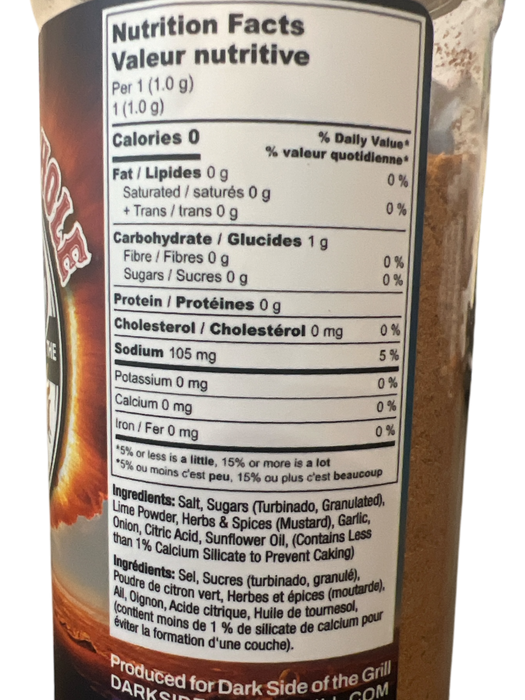 Nutrition Facts
Valeur nutritive
Per 1 (1.0 g)
1 (1.0 g)
Calories 0
% Daily Value*
% valeur quotidienne*
Fat / Lipides 0 g 0 %
Saturated / saturés 0 g
+ Trans / trans 0 g 0 %
Carbohydrate / Glucides 1 g
Fibre / Fibres 0 g 0 %
Sugars / Sucres 0 g 0 %
Protein / Protéines 0 g
Cholesterol / Cholestérol 0 mg 0 %
Sodium 105 mg 5 %
Potassium 0 mg 0 %
Calcium 0 mg 0 %
Iron / Fer 0 mg 0 %
*5% or less is a little, 15% or more is a lot
*5% ou moins c'est peu, 15% ou plus c'est beaucoup
Ingredients: Salt, Sugars (Turbinado, Granulated),
Lime Powder, Herbs & Spices (Mustard), Garlic,
Onion, Citric Acid, Sunflower Oil, (Contains Less
than 1% Calcium Silicate to Prevent Caking)
Ingrédients: Sel, Sucres (turbinado, granulé),
Poudre de citron vert, Herbes et épices (moutarde),
Ail, Oignon, Acide citrique, Huile de tournesol,
(contient moins de 1 % de silicate de calcium pour
éviter la formation d'une couche).
Produced for Dark Side of the Grill
HOLE
THE